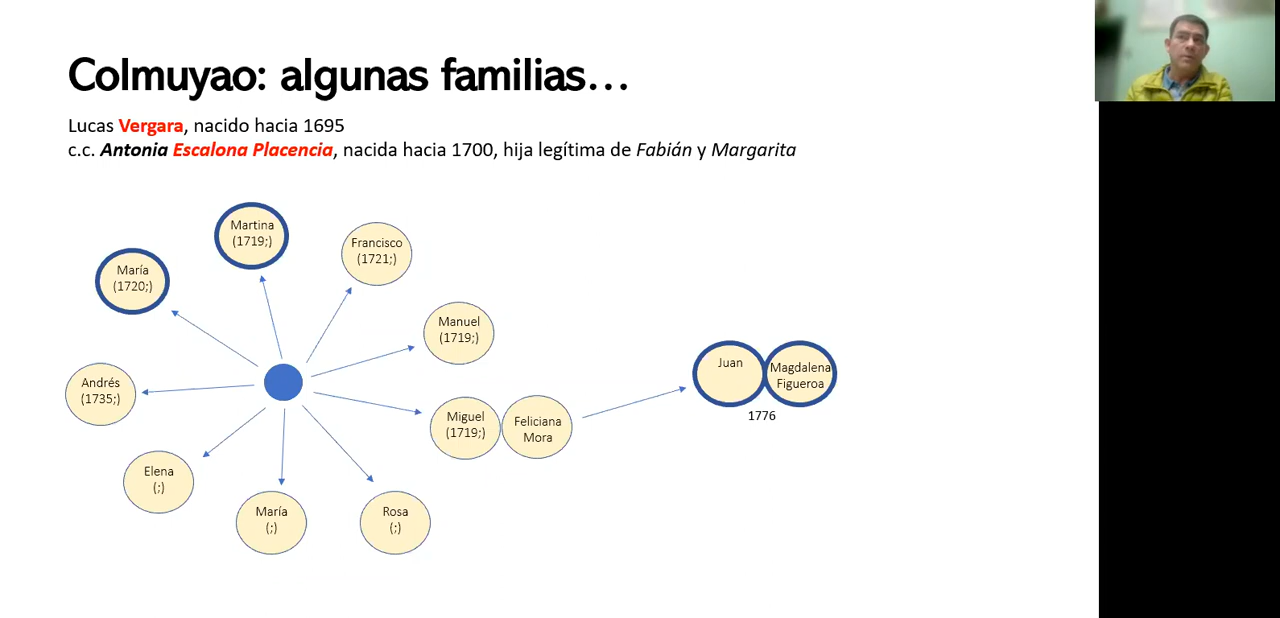 Colmuyao: algunas familias...
Lucas Vergara, nacido hacia 1695
c.c. Antonia Escalona Placencia, nacida hacia 1700, hija legítima de Fabián y Margarita
Martina
(1719;)
Francisco
(1721;)
María
(1720;)
Manuel
(1719;)
Andrés
(1735;)
Miguel
(1719;)
Feliciana
Mora
Juan
Magdalena
Figueroa
1776
Elena
(;)
María
(;)
Rosa
(;)